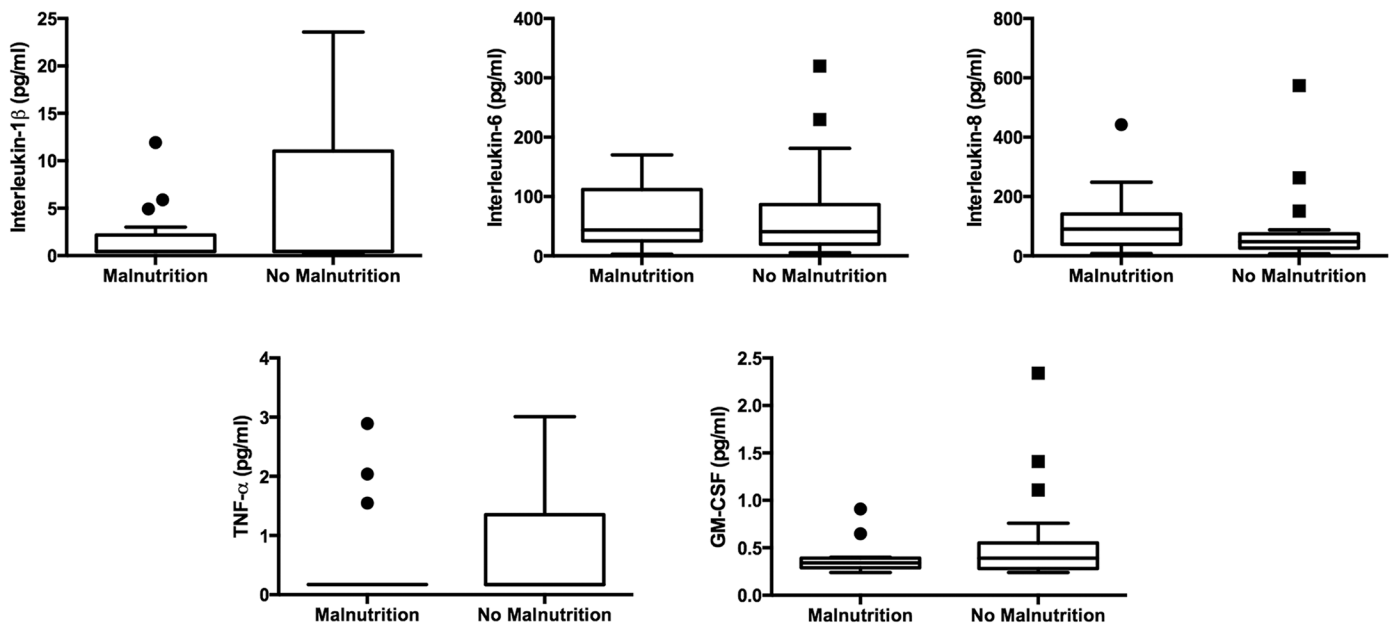 Interleukin-1β (pg/ml)
25
20
15
10
5
0
Malnutrition
No Malnutrition
Interleukin-6 (pg/ml)
400
300
200
100
0
Malnutrition
No Malnutrition
Interleukin-8 (pg/ml)
800
600
400
200
0
Malnutrition
No Malnutrition
TNF-α (pg/ml)
4
3
2
1
0
Malnutrition
No Malnutrition
GM-CSF (pg/ml)
2.5
2.0
1.5
1.0
0.5
0.0
Malnutrition
No Malnutrition